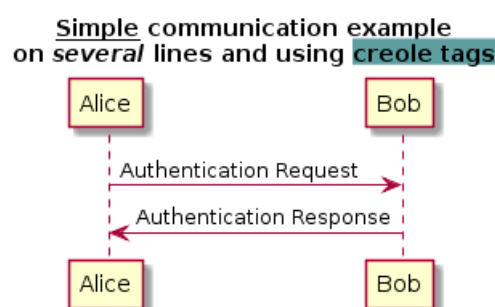 Simple communication example
on several lines and using creole tags
Alice Bob
Authentication Request
Authentication Response
Alice Bob